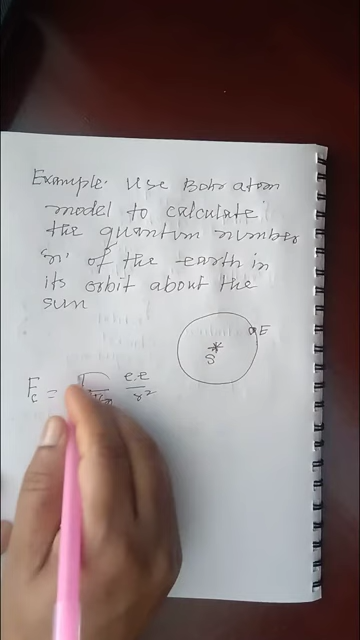 Example: Use Bohr atom
model to calculate
the quantum number
'n' of the earth in
its orbit about the
sun
E
S
F_c = e.e / r²